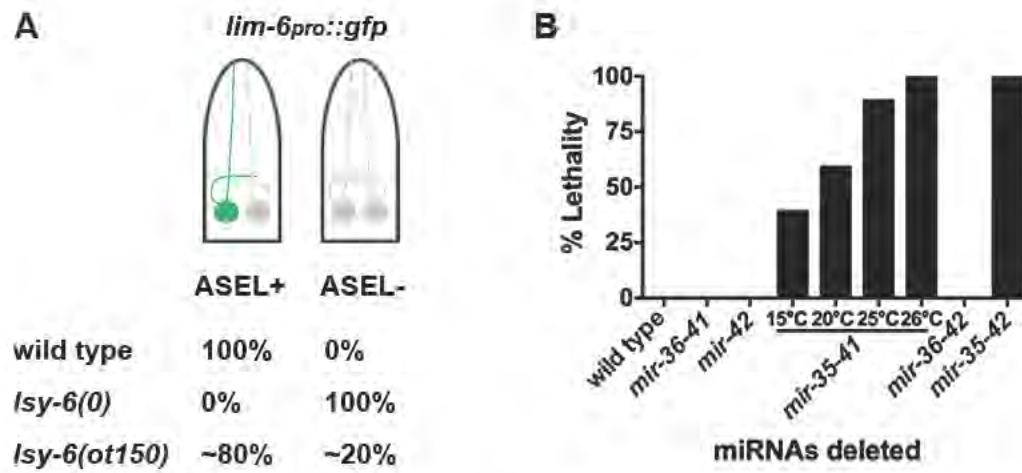 A
lim-6pro::gfp
ASEL+ ASEL-
wild type 100% 0%
lsy-6(0) 0% 100%
lsy-6(ot150) ~80% ~20%
B
% Lethality
100
75
50
25
0
15°C 20°C 25°C 26°C
wild type
mir-36-41
mir-42
mir-35-41
mir-36-42
mir-35-42
miRNAs deleted